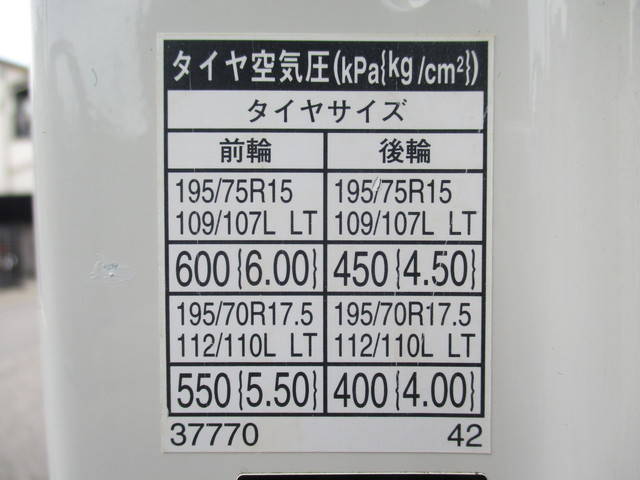 タイヤ空気圧(kPa{kg/cm²})
タイヤサイズ
前輪 後輪
195/75R15 195/75R15
109/107L LT 109/107L LT
600{6.00} 450{4.50}
195/70R17.5 195/70R17.5
112/110L LT 112/110L LT
550{5.50} 400{4.00}
37770 42